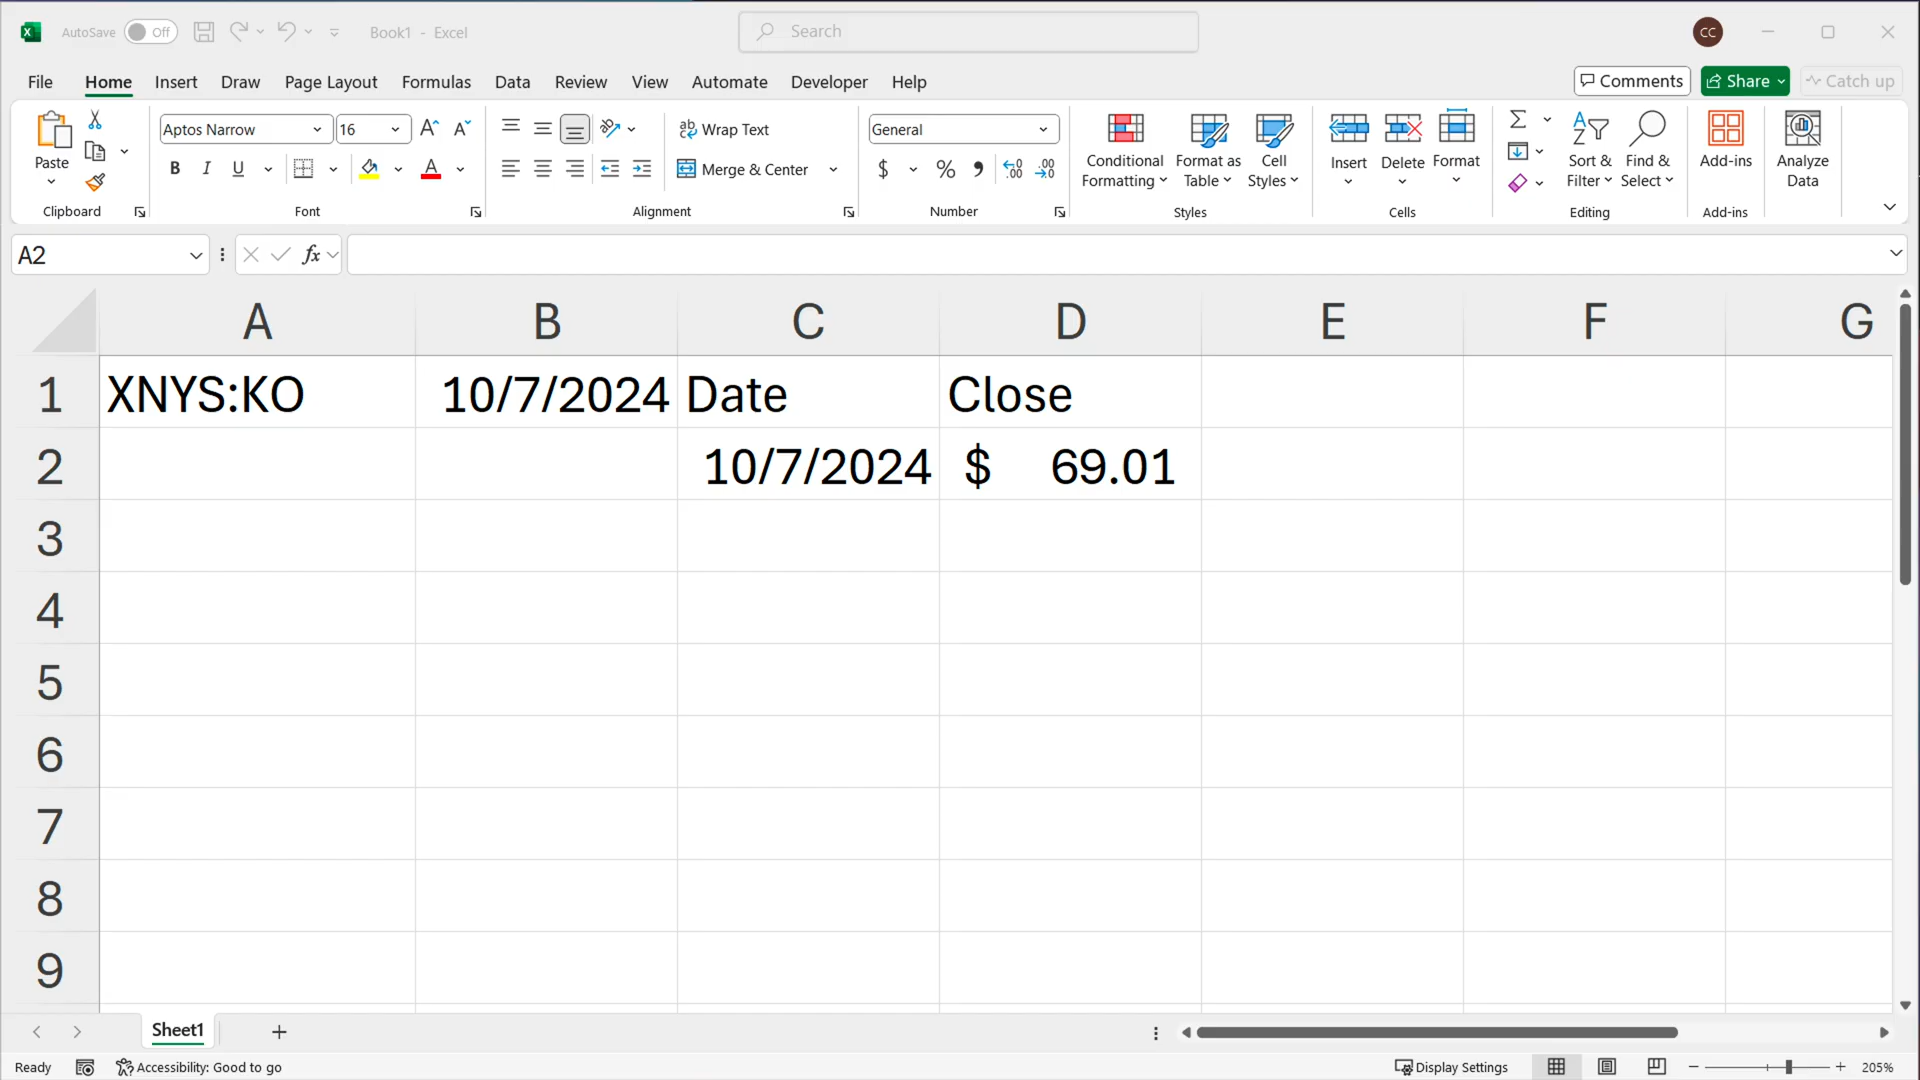 AutoSave Off Book1 - Excel Search CC
File Home Insert Draw Page Layout Formulas Data Review View Automate Developer Help Comments Share Catch up
Paste Aptos Narrow 16 Wrap Text General Conditional Formatting Format as Table Cell Styles Insert Delete Format Sort & Filter Find & Select Add-ins Analyze Data
B I U A Merge & Center $ %
Clipboard Font Alignment Number Styles Cells Editing Add-ins
A2 fx
A B C D E F G
1 XNYS:KO 10/7/2024 Date Close
2 10/7/2024 $ 69.01
3
4
5
6
7
8
9
Sheet1
Ready Accessibility: Good to go Display Settings 205%